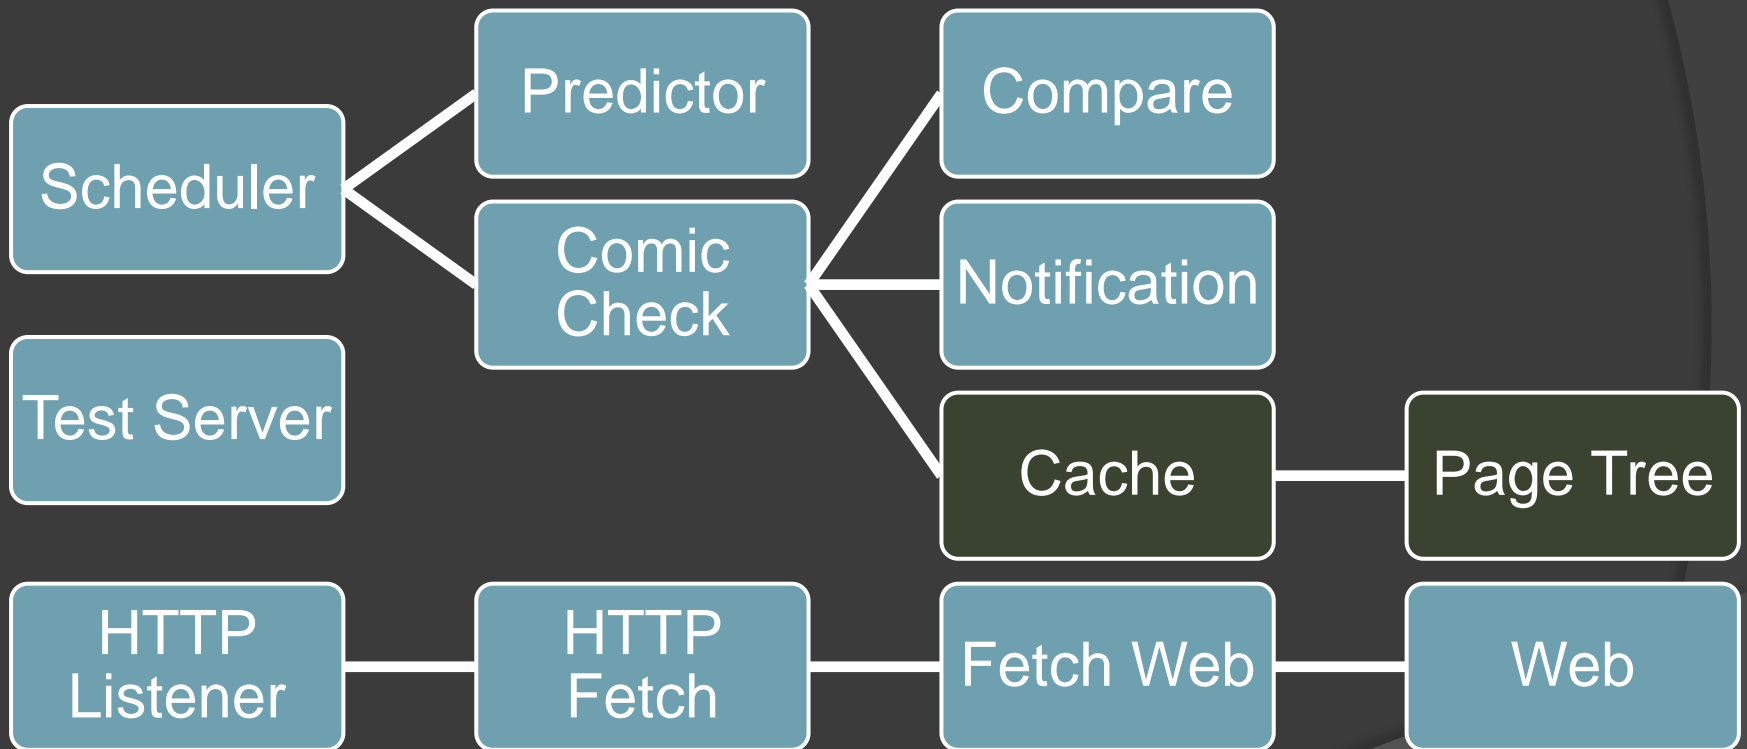 Scheduler
Predictor
Comic
Check
Compare
Notification
Cache
Page Tree
Test Server
HTTP
Listener
HTTP
Fetch
Fetch Web
Web